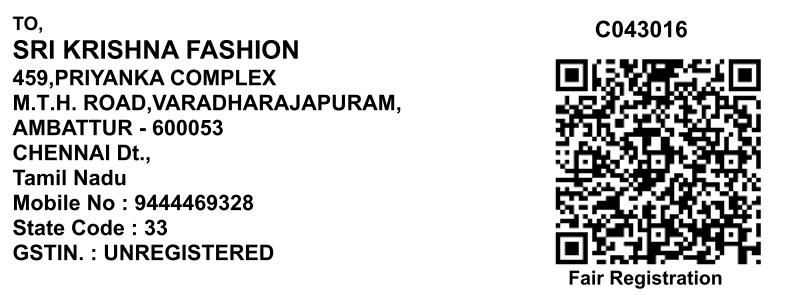 TO,
SRI KRISHNA FASHION
459,PRIYANKA COMPLEX
M.T.H. ROAD,VARADHARAJAPURAM,
AMBATTUR - 600053
CHENNAI Dt.,
Tamil Nadu
Mobile No : 9444469328
State Code : 33
GSTIN. : UNREGISTERED
C043016
Fair Registration